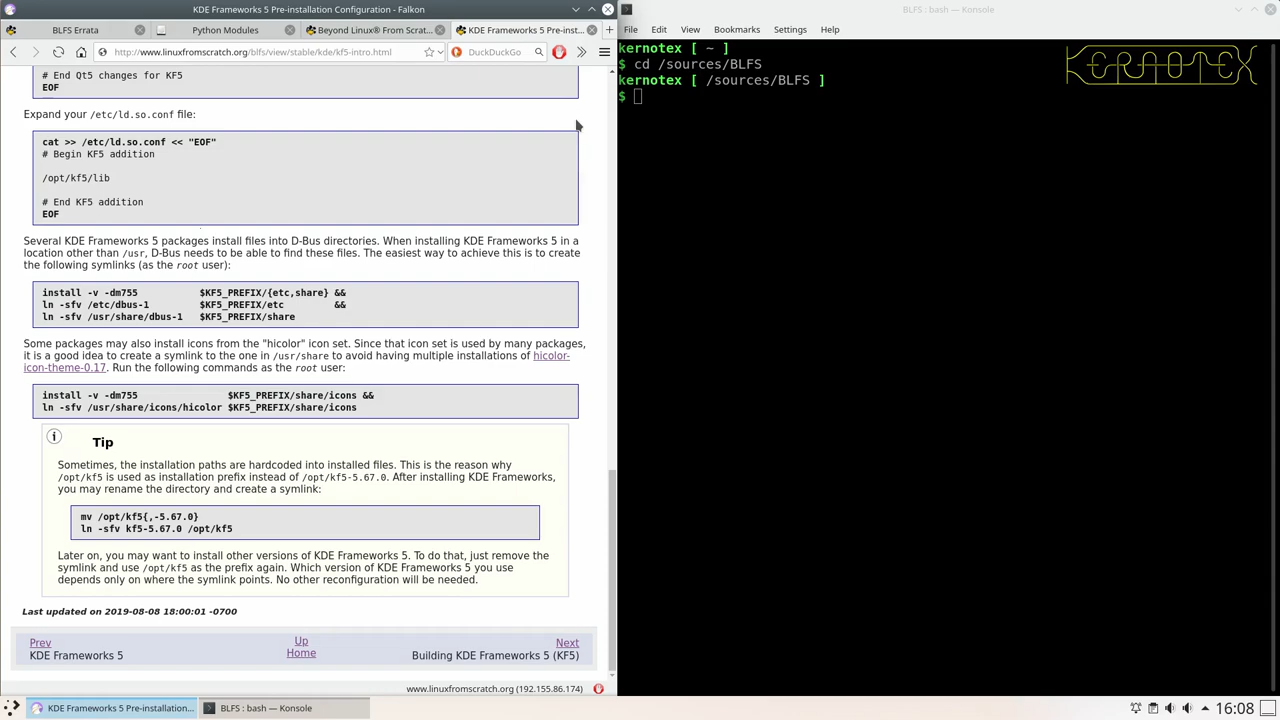 KDE Frameworks 5 Pre-installation Configuration - Falkon
BLFS : bash — Konsole
BLFS Errata
Python Modules
Beyond Linux® From Scrat...
KDE Frameworks 5 Pre-inst...
http://www.linuxfromscratch.org/blfs/view/stable/kde/kf5-intro.html
DuckDuckGo
File Edit View Bookmarks Settings Help
# End Qt5 changes for KF5
EOF
Expand your /etc/ld.so.conf file:
cat >> /etc/ld.so.conf << "EOF"
# Begin KF5 addition
/opt/kf5/lib
# End KF5 addition
EOF
Several KDE Frameworks 5 packages install files into D-Bus directories. When installing KDE Frameworks 5 in a
location other than /usr, D-Bus needs to be able to find these files. The easiest way to achieve this is to create
the following symlinks (as the root user):
install -v -dm755 $KF5_PREFIX/{etc,share} &&
ln -sfv /etc/dbus-1 $KF5_PREFIX/etc &&
ln -sfv /usr/share/dbus-1 $KF5_PREFIX/share
Some packages may also install icons from the "hicolor" icon set. Since that icon set is used by many packages,
it is a good idea to create a symlink to the one in /usr/share to avoid having multiple installations of hicolor-
icon-theme-0.17. Run the following commands as the root user:
install -v -dm755 $KF5_PREFIX/share/icons &&
ln -sfv /usr/share/icons/hicolor $KF5_PREFIX/share/icons
Tip
Sometimes, the installation paths are hardcoded into installed files. This is the reason why
/opt/kf5 is used as installation prefix instead of /opt/kf5-5.67.0. After installing KDE Frameworks,
you may rename the directory and create a symlink:
mv /opt/kf5{,-5.67.0}
ln -sfv kf5-5.67.0 /opt/kf5
Later on, you may want to install other versions of KDE Frameworks 5. To do that, just remove the
symlink and use /opt/kf5 as the prefix again. Which version of KDE Frameworks 5 you use
depends only on where the symlink points. No other reconfiguration will be needed.
Last updated on 2019-08-08 18:00:01 -0700
Prev
KDE Frameworks 5
Up
Home
Next
Building KDE Frameworks 5 (KF5)
www.linuxfromscratch.org (192.155.86.174)
kernotex [ ~ ]
$ cd /sources/BLFS
kernotex [ /sources/BLFS ]
$
KERNOTEX
KDE Frameworks 5 Pre-installation...
BLFS : bash — Konsole
16:08